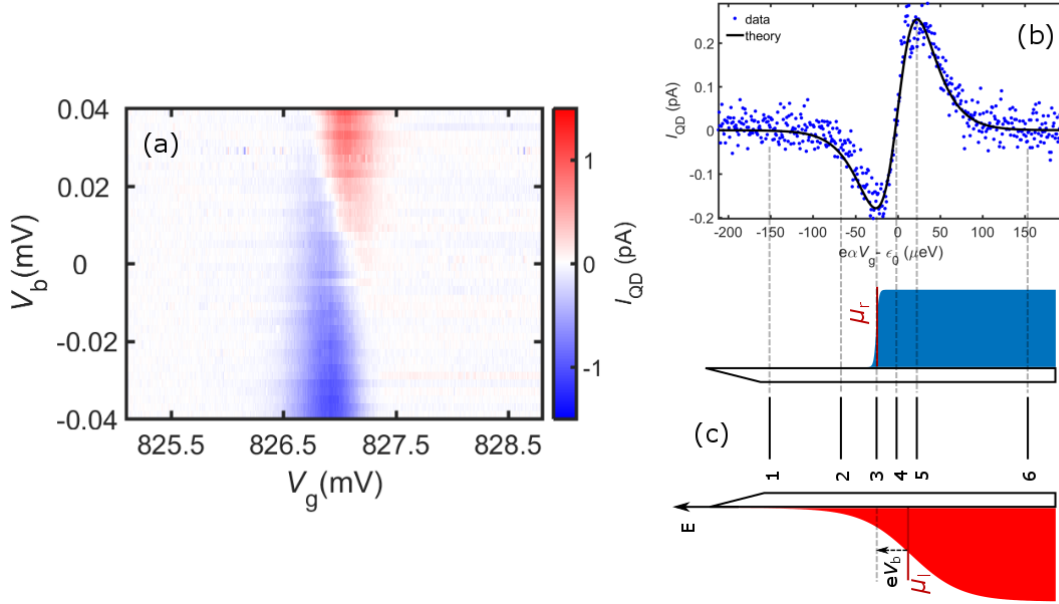 (a)
0.04
0.02
0
-0.02
-0.04
V_b (mV)
825.5 826.5 827.5 828.5
V_g(mV)
1
0
-1
I_QD (pA)
(b)
data
theory
0.2
0.1
0
-0.1
-0.2
I_QD (pA)
-200 -150 -100 -50 0 50 100 150
eαV_g- ϵ_0 (μeV)
μ_r
(c)
1 2 3 4 5 6
E
eV_b
μ_l